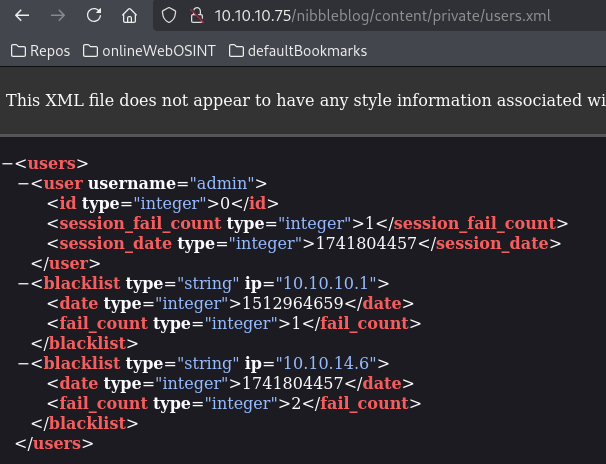 10.10.10.75/nibbleblog/content/private/users.xml
Repos onlineWebOSINT defaultBookmarks
This XML file does not appear to have any style information associated wi
−<users>
−<user username="admin">
<id type="integer">0</id>
<session_fail_count type="integer">1</session_fail_count>
<session_date type="integer">1741804457</session_date>
</user>
−<blacklist type="string" ip="10.10.10.1">
<date type="integer">1512964659</date>
<fail_count type="integer">1</fail_count>
</blacklist>
−<blacklist type="string" ip="10.10.14.6">
<date type="integer">1741804457</date>
<fail_count type="integer">2</fail_count>
</blacklist>
</users>